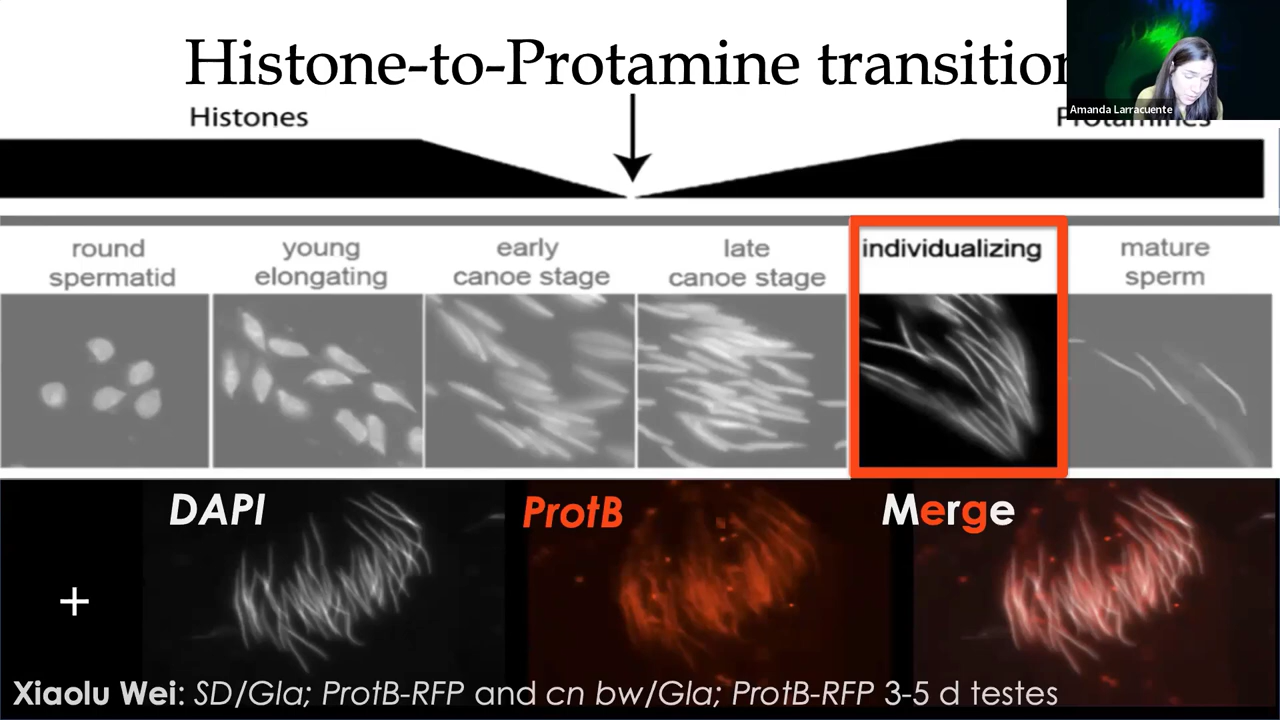 Histone-to-Protamine transition
Amanda Larracuente
Histones
Protamines
round
spermatid
young
elongating
early
canoe stage
late
canoe stage
individualizing
mature
sperm
DAPI
ProtB
Merge
+
Xiaolu Wei: SD/Gla; ProtB-RFP and cn bw/Gla; ProtB-RFP 3-5 d testes